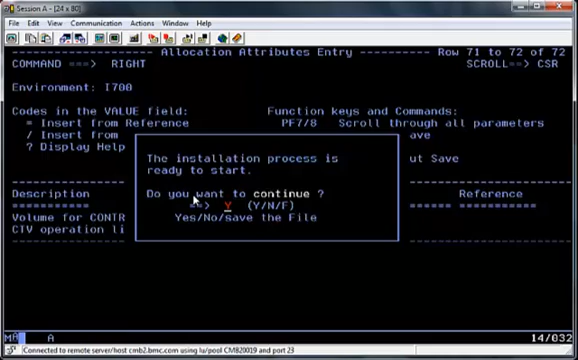 Session A - [24 x 80]
File Edit View Communication Actions Window Help
Allocation Attributes Entry Row 71 to 72 of 72
COMMAND ===> RIGHT SCROLL==> CSR
Environment: I700
Codes in the VALUE field: Function keys and Commands:
= Insert from Reference PF7/8 Scroll through all parameters
/ Insert from ave
? Display Help
ut Save
The installation process is
ready to start.
Do you want to continue ?
==> Y (Y/N/F)
Yes/No/save the File
Description Reference
=========== ====== =========
Volume for CONTR
CTV operation li
A 14/032
Connected to remote server/host cmb2.bmc.com using lu/pool CMB20019 and port 23